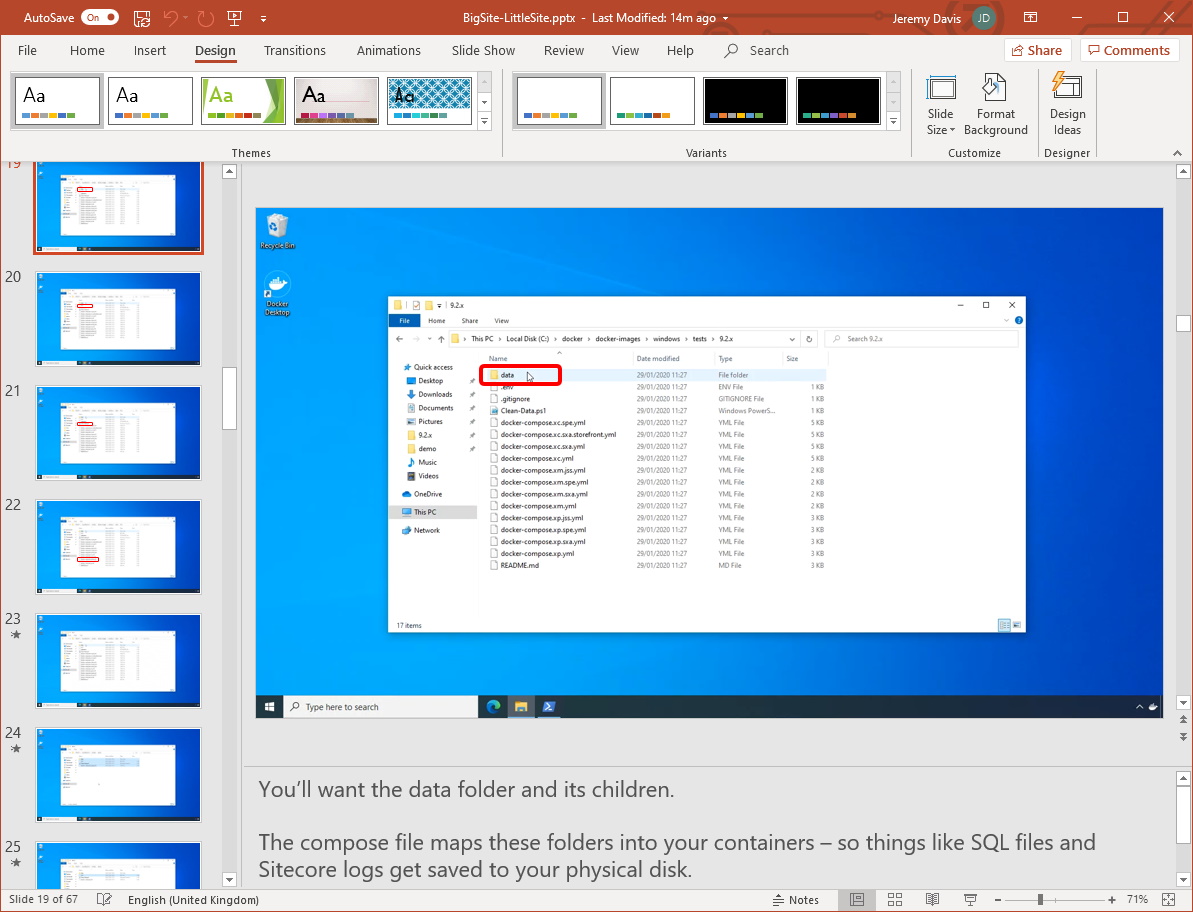 AutoSave On BigSite-LittleSite.pptx - Last Modified: 14m ago Jeremy Davis JD
File Home Insert Design Transitions Animations Slide Show Review View Help Search Share Comments
Aa Aa Aa Aa Aa
Slide Size
Format Background
Design Ideas
Themes Variants Customize Designer
19
20
21
22
23
24
25
Recycle Bin
Docker Desktop
9.2.x
File Home Share View
This PC > Local Disk (C:) > docker > docker-images > windows > tests > 9.2.x
Search 9.2.x
Quick access
Desktop
Downloads
Documents
Pictures
9.2.x
demo
Music
Videos
OneDrive
This PC
Network
Name Date modified Type Size
data 29/01/2020 11:27 File folder
.env 29/01/2020 11:27 ENV File 1 KB
.gitignore 29/01/2020 11:27 GITIGNORE File 1 KB
Clean-Data.ps1 29/01/2020 11:27 Windows PowerS... 1 KB
docker-compose.xc.spe.yml 29/01/2020 11:27 YML File 5 KB
docker-compose.xc.sxa.storefront.yml 29/01/2020 11:27 YML File 5 KB
docker-compose.xc.sxa.yml 29/01/2020 11:27 YML File 5 KB
docker-compose.xc.yml 29/01/2020 11:27 YML File 5 KB
docker-compose.xm.jss.yml 29/01/2020 11:27 YML File 2 KB
docker-compose.xm.spe.yml 29/01/2020 11:27 YML File 2 KB
docker-compose.xm.sxa.yml 29/01/2020 11:27 YML File 2 KB
docker-compose.xm.yml 29/01/2020 11:27 YML File 2 KB
docker-compose.xp.jss.yml 29/01/2020 11:27 YML File 3 KB
docker-compose.xp.spe.yml 29/01/2020 11:27 YML File 3 KB
docker-compose.xp.sxa.yml 29/01/2020 11:27 YML File 3 KB
docker-compose.xp.yml 29/01/2020 11:27 YML File 3 KB
README.md 29/01/2020 11:27 MD File 3 KB
17 items
Type here to search
You’ll want the data folder and its children.
The compose file maps these folders into your containers – so things like SQL files and
Sitecore logs get saved to your physical disk.
Slide 19 of 67 English (United Kingdom) Notes 71%